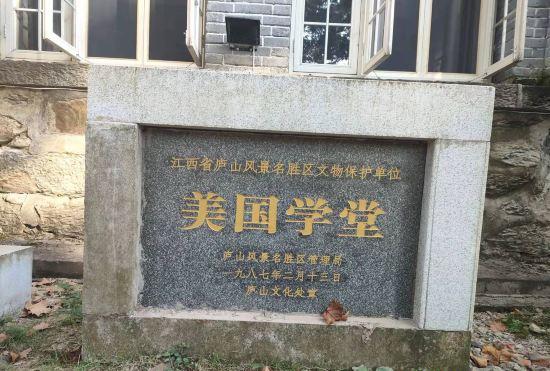 江西省庐山风景名胜区文物保护单位
美国学堂
庐山风景名胜区管理局
一九八七年二月十三日
庐山文化处立